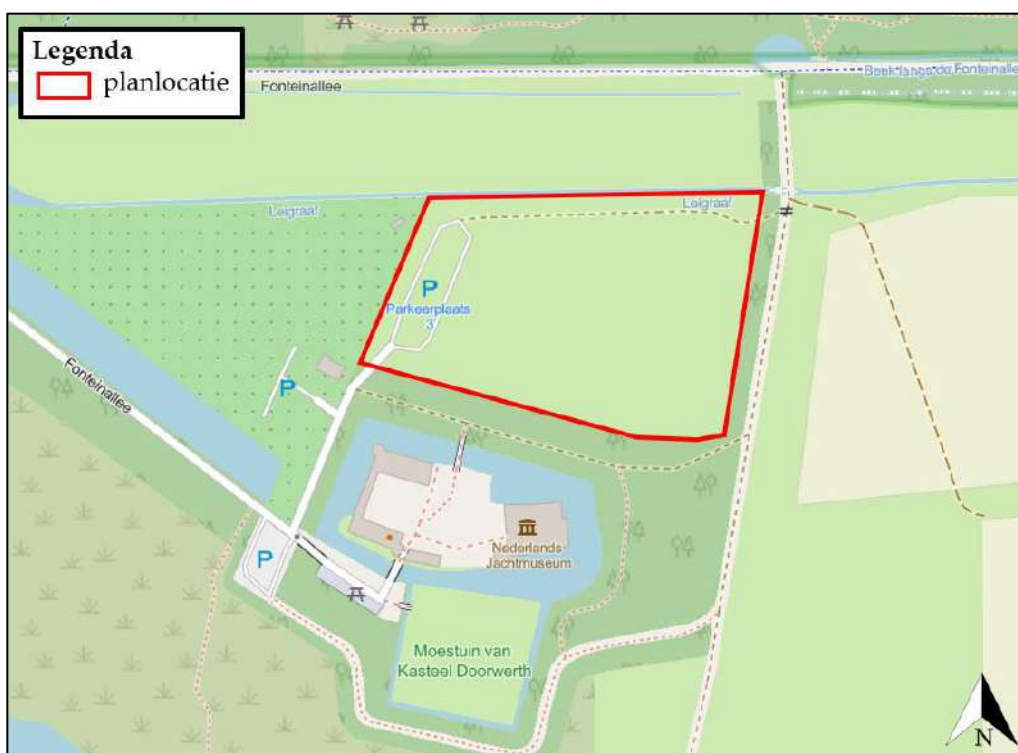 Legenda
planlocatie
Fonteinallee
Beek langs de Fonteinallee
Leigraaf
Leigraaf
P
Parkeerplaats
3
P
Fonteinallee
P
Nederlands
Jachtmuseum
Moestuin van
Kasteel Doorwerth
N